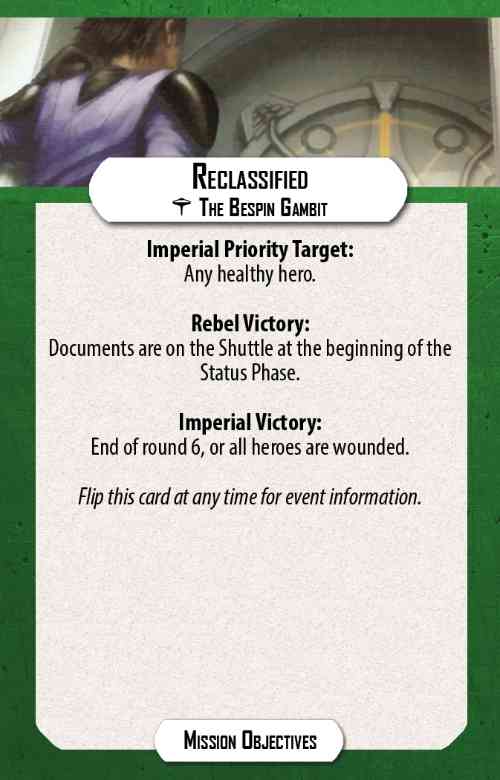 Reclassified
The Bespin Gambit
Imperial Priority Target:
Any healthy hero.
Rebel Victory:
Documents are on the Shuttle at the beginning of the
Status Phase.
Imperial Victory:
End of round 6, or all heroes are wounded.
Flip this card at any time for event information.
Mission Objectives